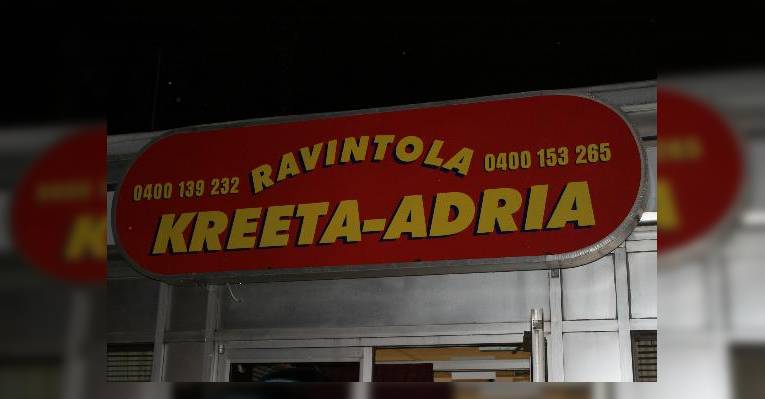 RAVINTOLA
0400 139 232 0400 153 265
KREETA-ADRIA